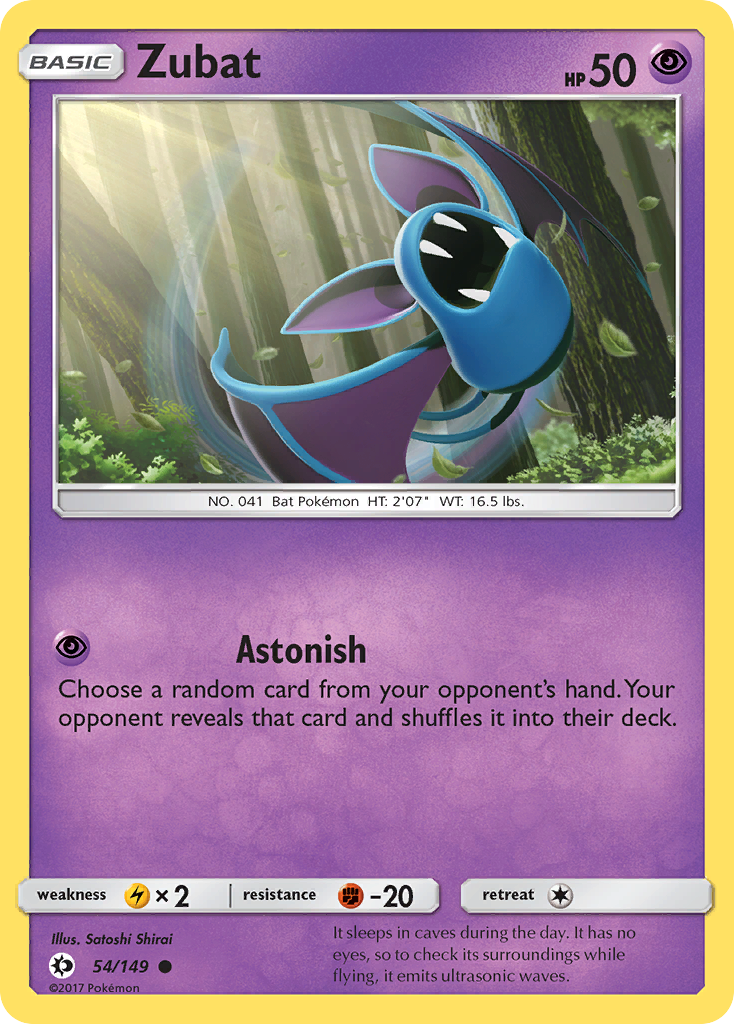 BASIC Zubat HP 50
NO. 041 Bat Pokémon HT: 2'07" WT: 16.5 lbs.
Astonish
Choose a random card from your opponent's hand. Your
opponent reveals that card and shuffles it into their deck.
weakness × 2 resistance -20 retreat
Illus. Satoshi Shirai
54/149
©2017 Pokémon
It sleeps in caves during the day. It has no
eyes, so to check its surroundings while
flying, it emits ultrasonic waves.